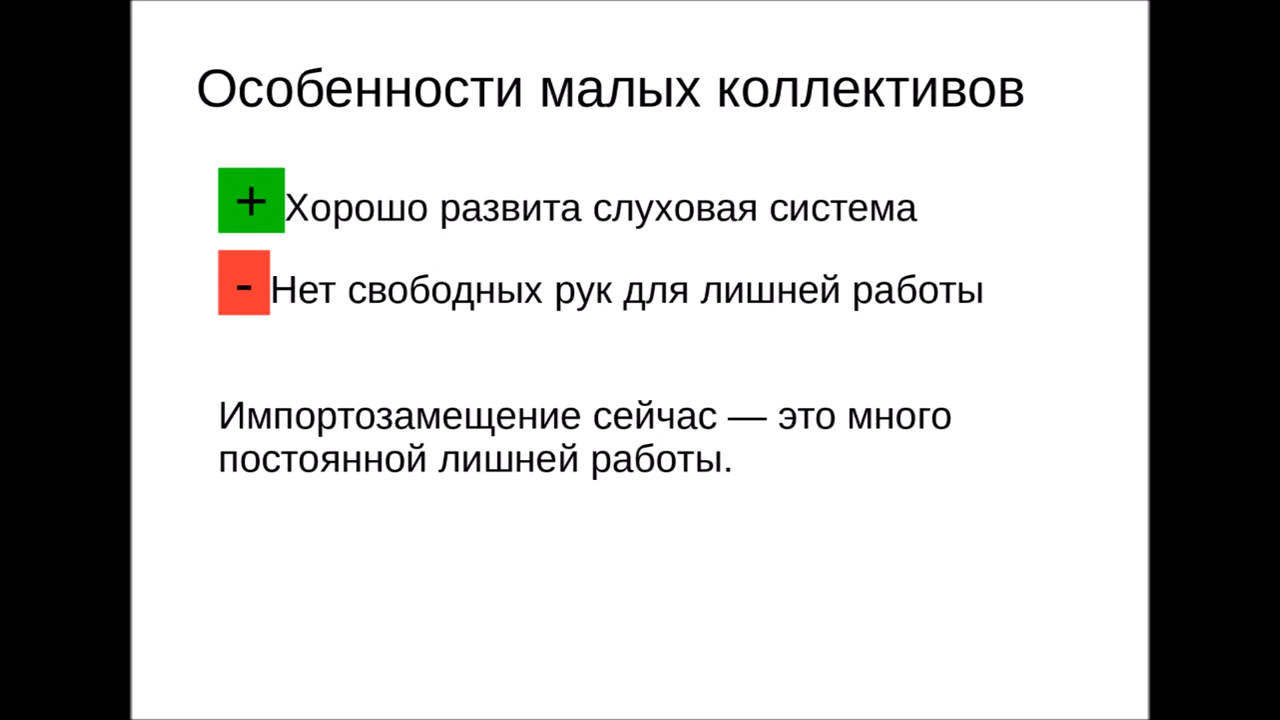 Особенности малых коллективов
+ Хорошо развита слуховая система
- Нет свободных рук для лишней работы
Импортозамещение сейчас — это много
постоянной лишней работы.